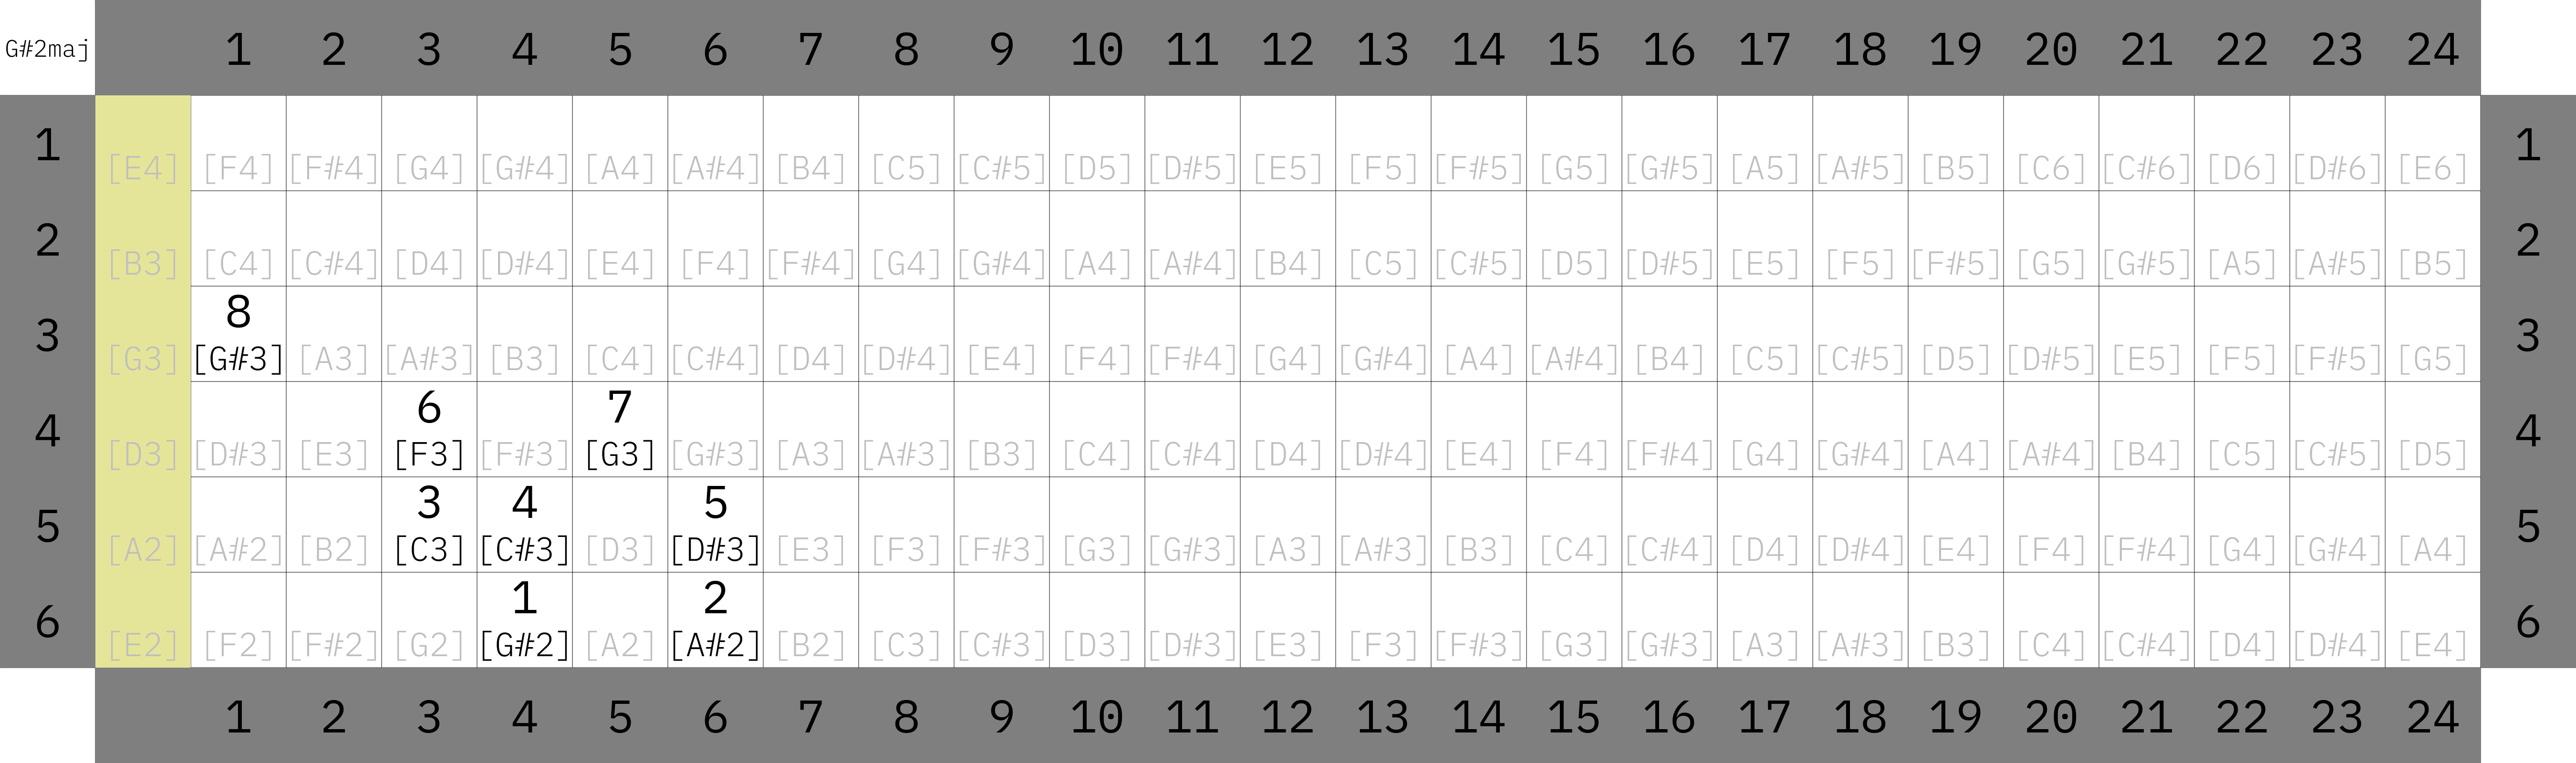 G#2maj 1 2 3 4 5 6 7 8 9 10 11 12 13 14 15 16 17 18 19 20 21 22 23 24
1 1
[E4] [F4] [F#4] [G4] [G#4] [A4] [A#4] [B4] [C5] [C#5] [D5] [D#5] [E5] [F5] [F#5] [G5] [G#5] [A5] [A#5] [B5] [C6] [C#6] [D6] [D#6] [E6]
2 2
[B3] [C4] [C#4] [D4] [D#4] [E4] [F4] [F#4] [G4] [G#4] [A4] [A#4] [B4] [C5] [C#5] [D5] [D#5] [E5] [F5] [F#5] [G5] [G#5] [A5] [A#5] [B5]
3 8 3
[G3] [G#3] [A3] [A#3] [B3] [C4] [C#4] [D4] [D#4] [E4] [F4] [F#4] [G4] [G#4] [A4] [A#4] [B4] [C5] [C#5] [D5] [D#5] [E5] [F5] [F#5] [G5]
4 6 7 4
[D3] [D#3] [E3] [F3] [F#3] [G3] [G#3] [A3] [A#3] [B3] [C4] [C#4] [D4] [D#4] [E4] [F4] [F#4] [G4] [G#4] [A4] [A#4] [B4] [C5] [C#5] [D5]
5 3 4 5 5
[A2] [A#2] [B2] [C3] [C#3] [D3] [D#3] [E3] [F3] [F#3] [G3] [G#3] [A3] [A#3] [B3] [C4] [C#4] [D4] [D#4] [E4] [F4] [F#4] [G4] [G#4] [A4]
6 1 2 6
[E2] [F2] [F#2] [G2] [G#2] [A2] [A#2] [B2] [C3] [C#3] [D3] [D#3] [E3] [F3] [F#3] [G3] [G#3] [A3] [A#3] [B3] [C4] [C#4] [D4] [D#4] [E4]
1 2 3 4 5 6 7 8 9 10 11 12 13 14 15 16 17 18 19 20 21 22 23 24